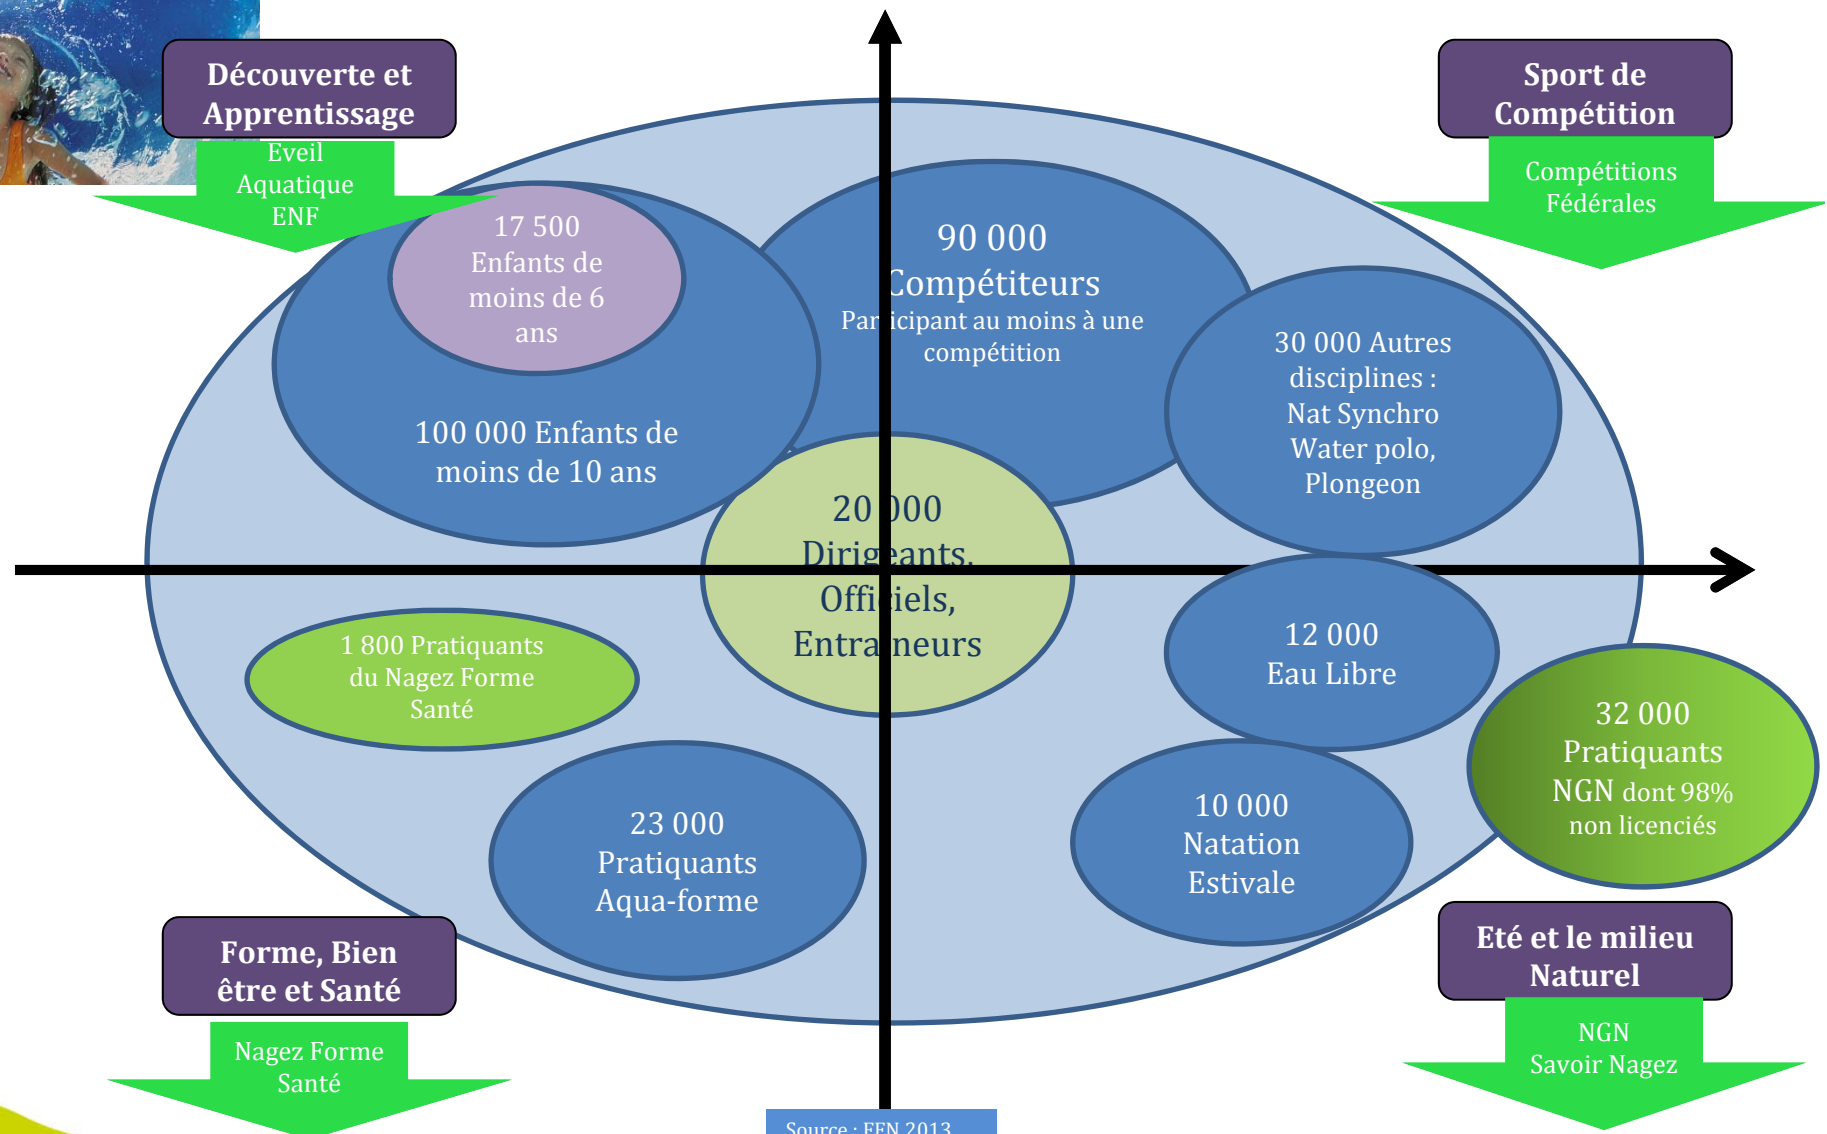 Découverte et
Apprentissage
Eveil
Aquatique
ENF
Sport de
Compétition
Compétitions
Fédérales
17 500
Enfants de
moins de 6
ans
100 000 Enfants de
moins de 10 ans
90 000
Compétiteurs
Participant au moins à une
compétition
30 000 Autres
disciplines :
Nat Synchro
Water polo,
Plongeon
20 000
Dirigeants,
Officiels,
Entraineurs
1 800 Pratiquants
du Nagez Forme
Santé
23 000
Pratiquants
Aqua-forme
12 000
Eau Libre
10 000
Natation
Estivale
32 000
Pratiquants
NGN dont 98%
non licenciés
Forme, Bien
être et Santé
Nagez Forme
Santé
Eté et le milieu
Naturel
NGN
Savoir Nagez
Source : FFN 2013